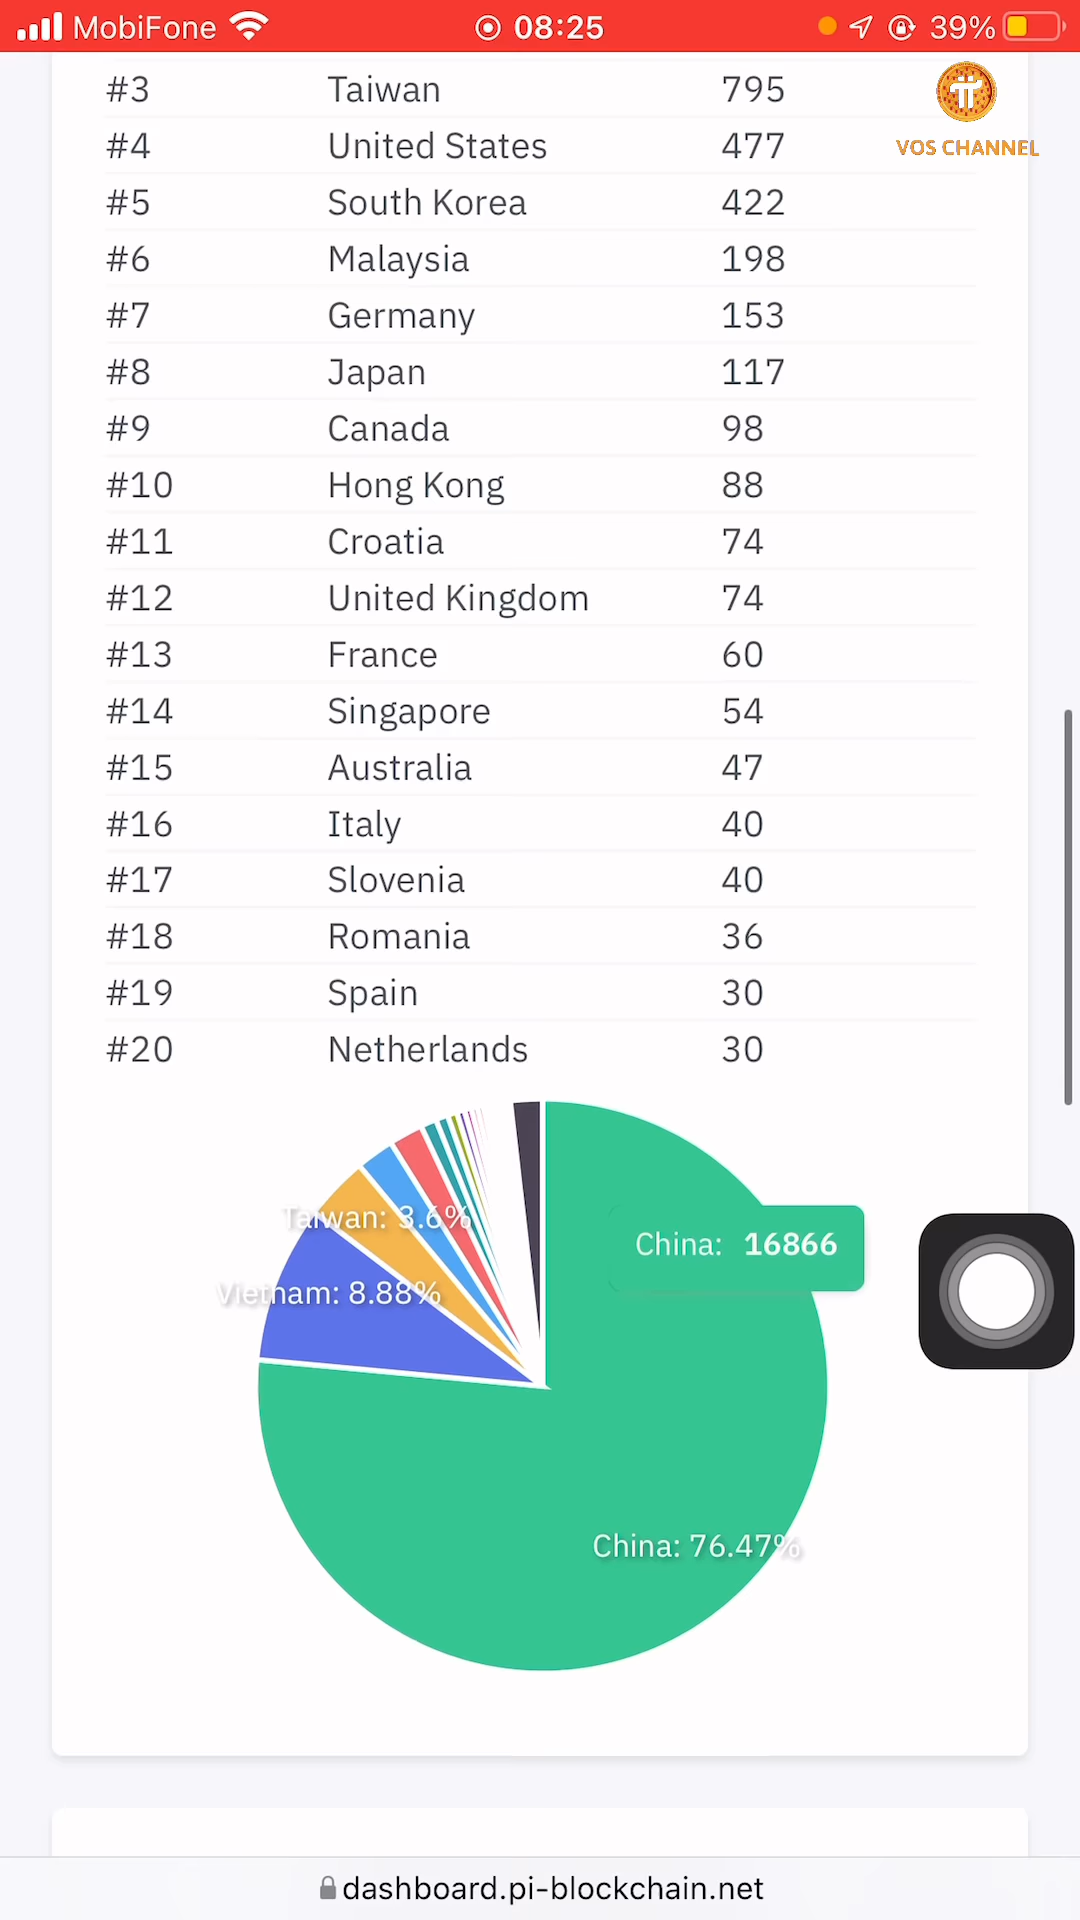 MobiFone 08:25 39%
#3 Taiwan 795
VOS CHANNEL
#4 United States 477
#5 South Korea 422
#6 Malaysia 198
#7 Germany 153
#8 Japan 117
#9 Canada 98
#10 Hong Kong 88
#11 Croatia 74
#12 United Kingdom 74
#13 France 60
#14 Singapore 54
#15 Australia 47
#16 Italy 40
#17 Slovenia 40
#18 Romania 36
#19 Spain 30
#20 Netherlands 30
Taiwan: 3.6%
China: 16866
Vietnam: 8.88%
China: 76.47%
dashboard.pi-blockchain.net